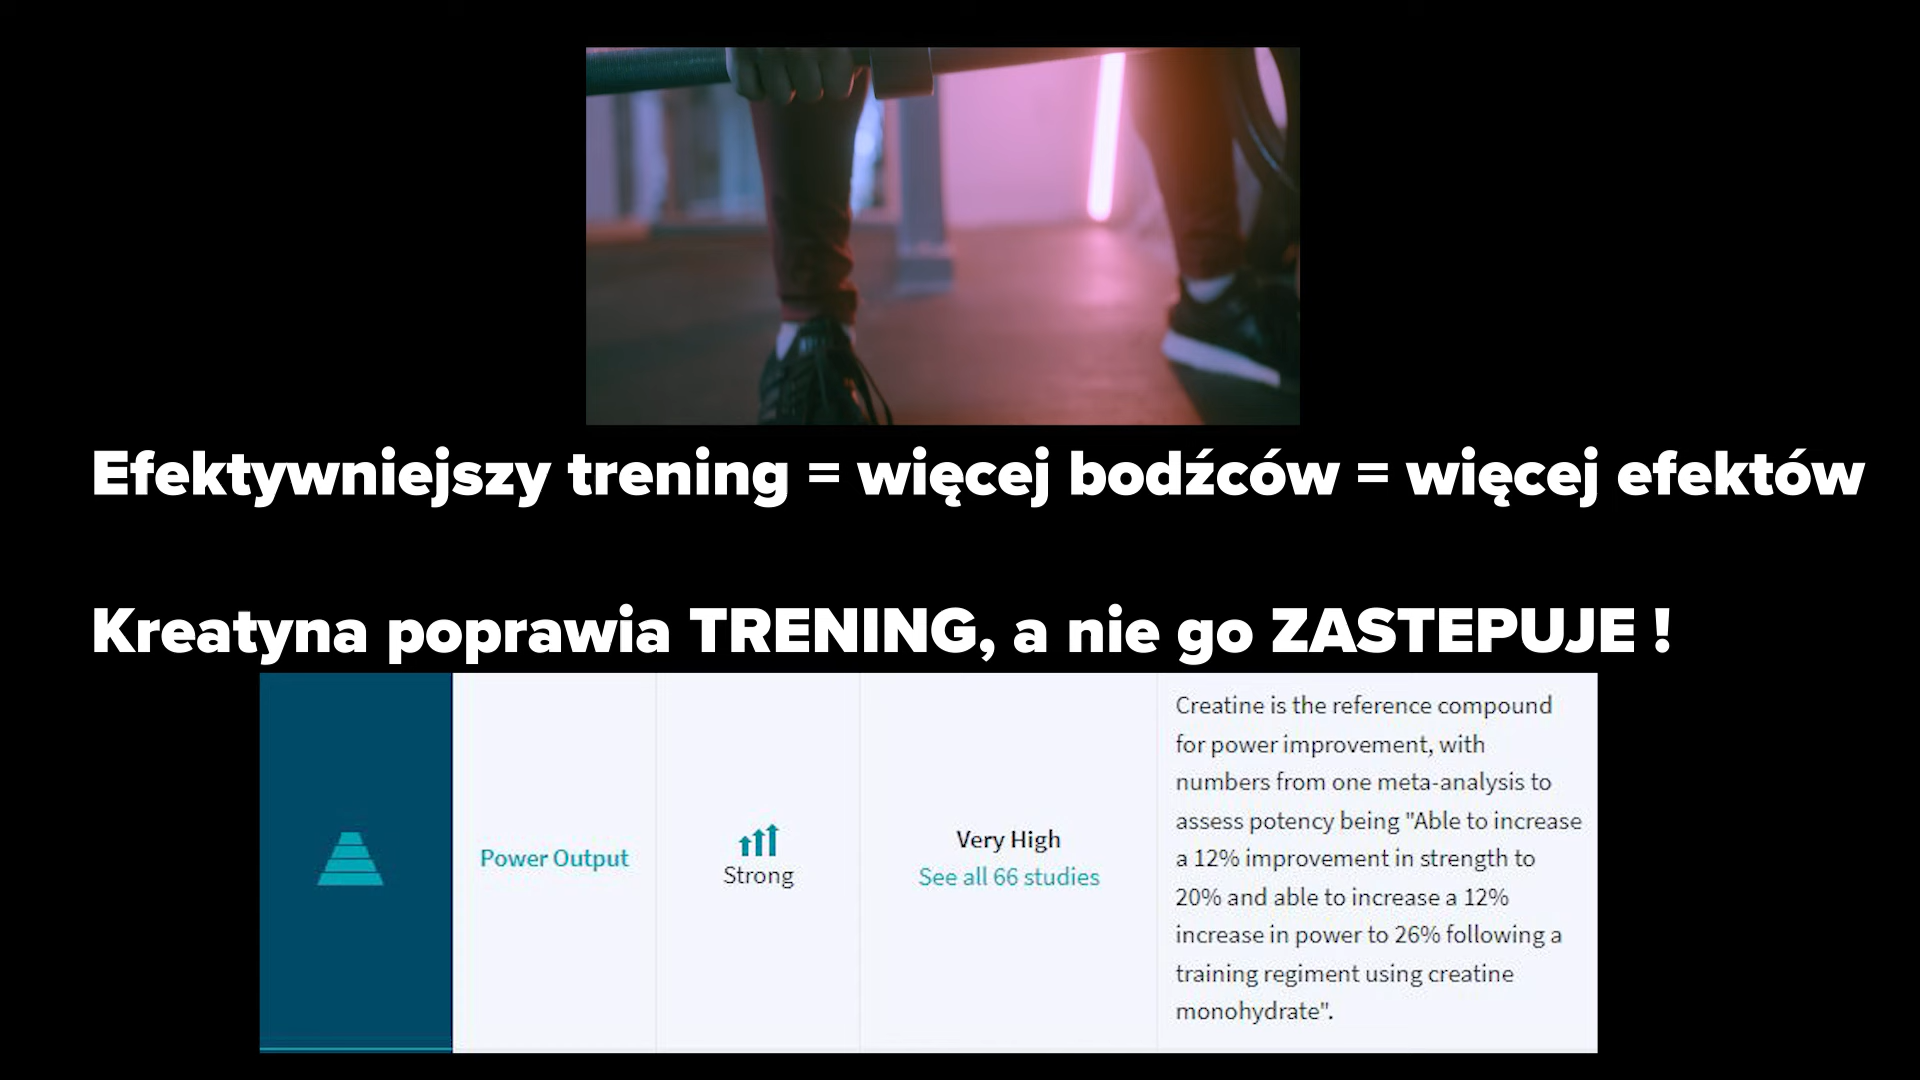 Efektywniejszy trening = więcej bodźców = więcej efektów
Kreatyna poprawia TRENING, a nie go ZASTEPUJE !
Power Output
Strong
Very High
See all 66 studies
Creatine is the reference compound
for power improvement, with
numbers from one meta-analysis to
assess potency being "Able to increase
a 12% improvement in strength to
20% and able to increase a 12%
increase in power to 26% following a
training regiment using creatine
monohydrate".